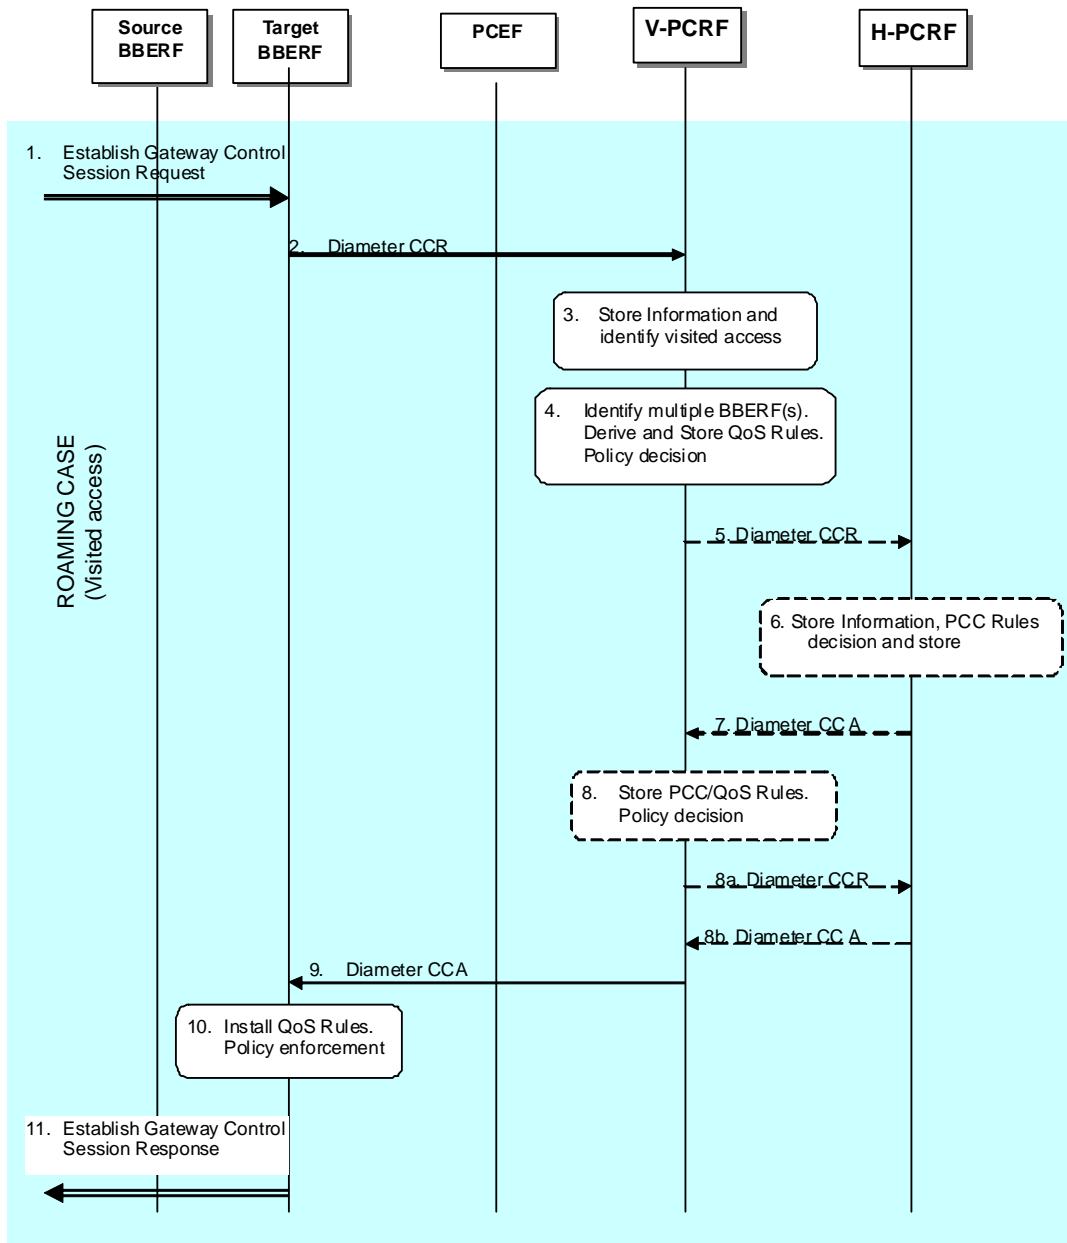 Source
BBERF
Target
BBERF
PCEF
V-PCRF
H-PCRF
1. Establish Gateway Control
Session Request
2. Diameter CCR
3. Store Information and
identify visited access
4. Identify multiple BBERF(s).
Derive and Store QoS Rules.
Policy decision
ROAMING CASE
(Visited access)
5. Diameter CCR
6. Store Information, PCC Rules
decision and store
7. Diameter CCA
8. Store PCC/QoS Rules.
Policy decision
8a. Diameter CCR
8b. Diameter CCA
9. Diameter CCA
10. Install QoS Rules.
Policy enforcement
11. Establish Gateway Control
Session Response